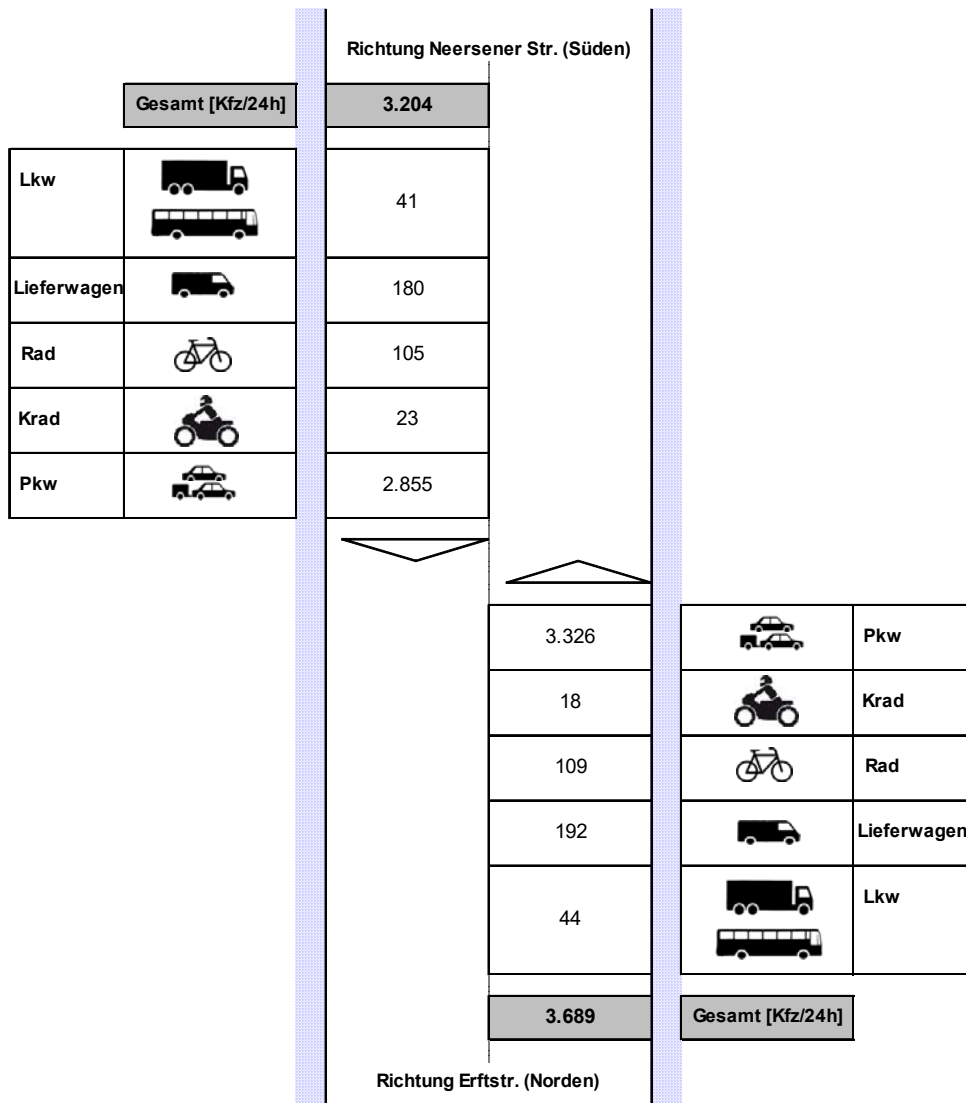 Richtung Neersener Str. (Süden)
Gesamt [Kfz/24h] 3.204
Lkw 41
Lieferwagen 180
Rad 105
Krad 23
Pkw 2.855
3.326 Pkw
18 Krad
109 Rad
192 Lieferwagen
44 Lkw
3.689 Gesamt [Kfz/24h]
Richtung Erftstr. (Norden)